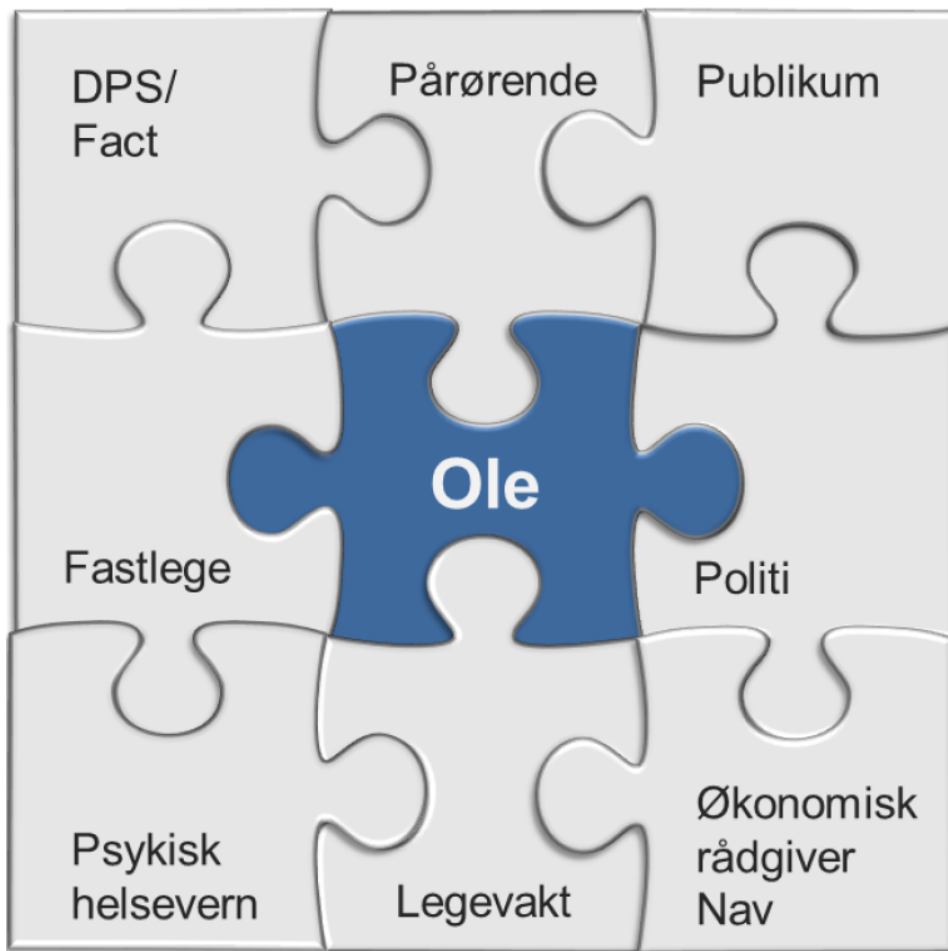 DPS/
Fact
Pårørende
Publikum
Ole
Fastlege
Politi
Psykisk
helsevern
Legevakt
Økonomisk
rådgiver
Nav